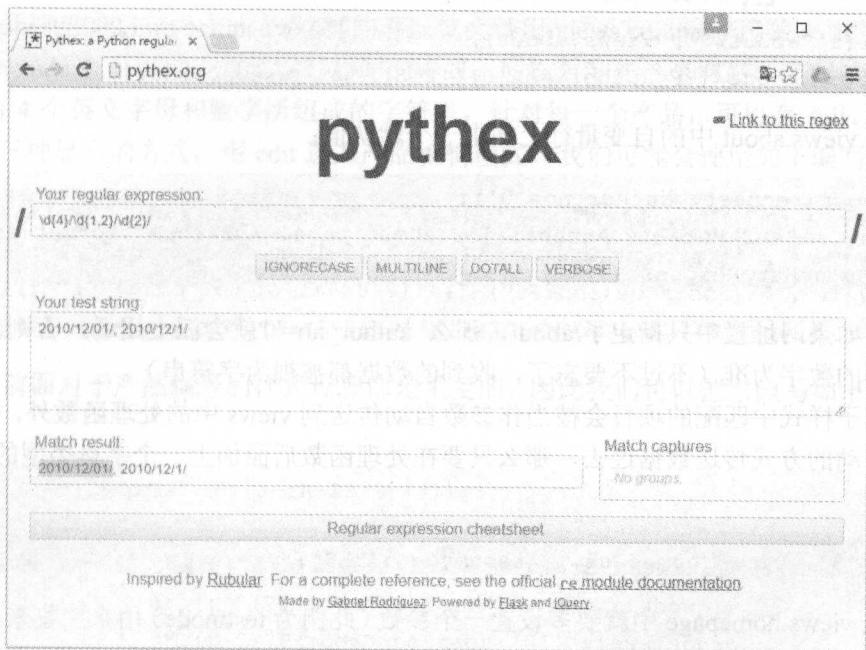 Pythex: a Python regular
pythex.org
pythex
Link to this regex
Your regular expression:
/ \d{4}/\d{1,2}/\d{2}/ /
IGNORECASE MULTILINE DOTALL VERBOSE
Your test string:
2010/12/01/, 2010/12/1/
Match result:
Match captures
2010/12/01/, 2010/12/1/
No groups.
Regular expression cheatsheet
Inspired by Rubular. For a complete reference, see the official re module documentation.
Made by Gabriel Rodríguez. Powered by Flask and jQuery.